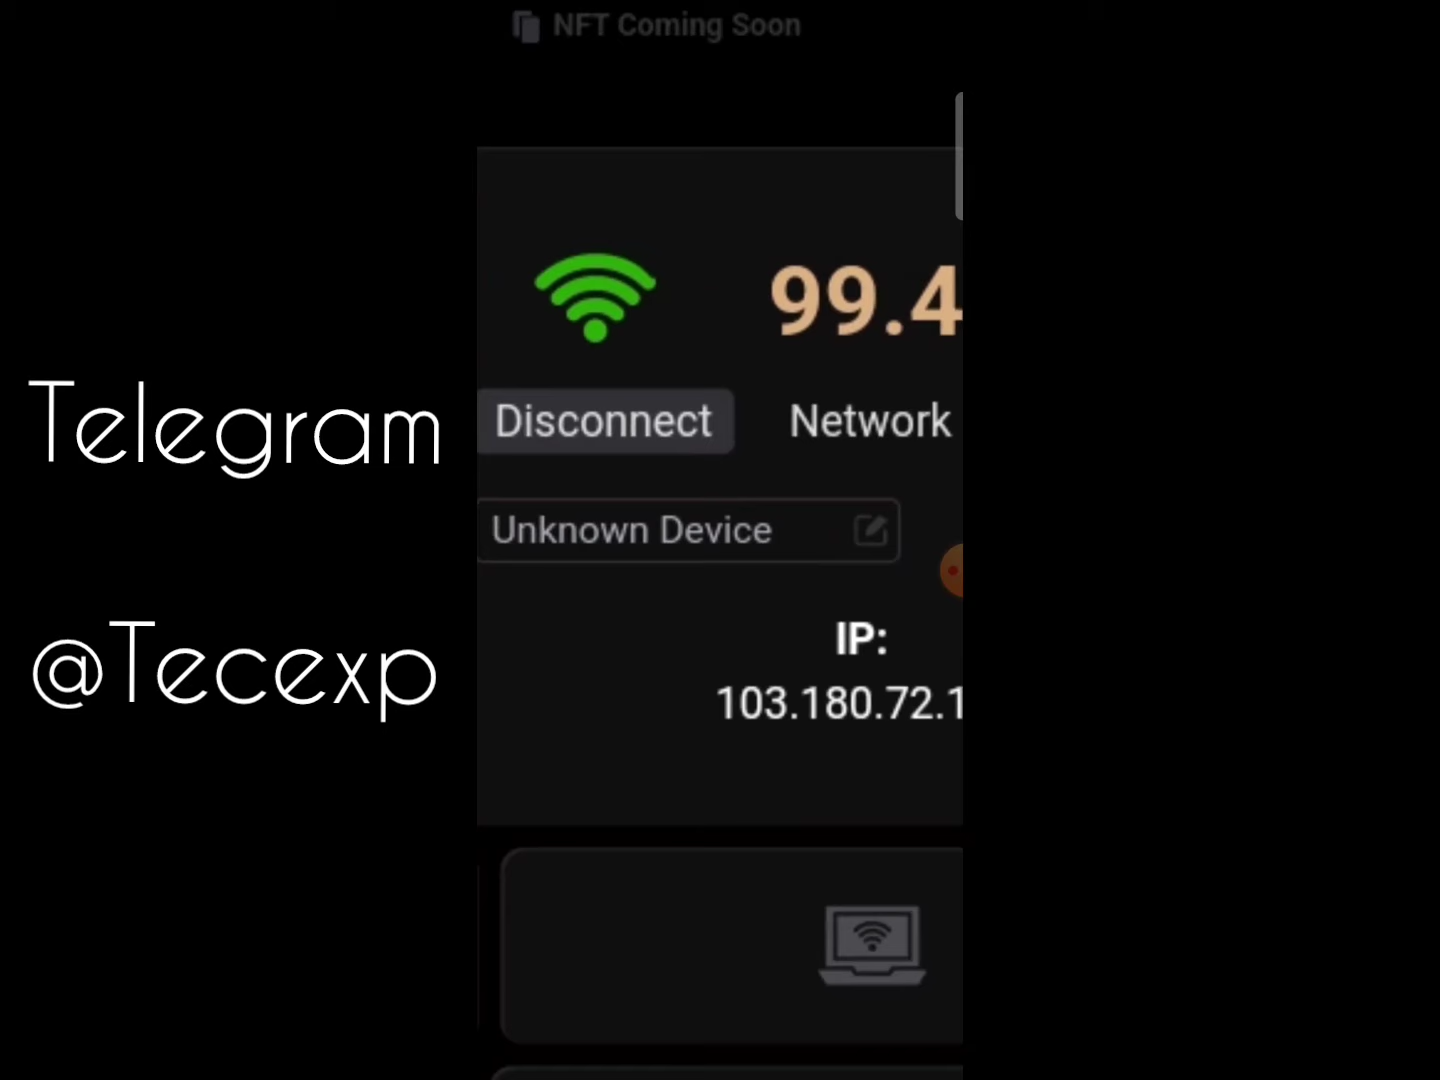 NFT Coming Soon
99.4
Disconnect
Network
Unknown Device
IP:
103.180.72.1
Telegram
@Tecexp